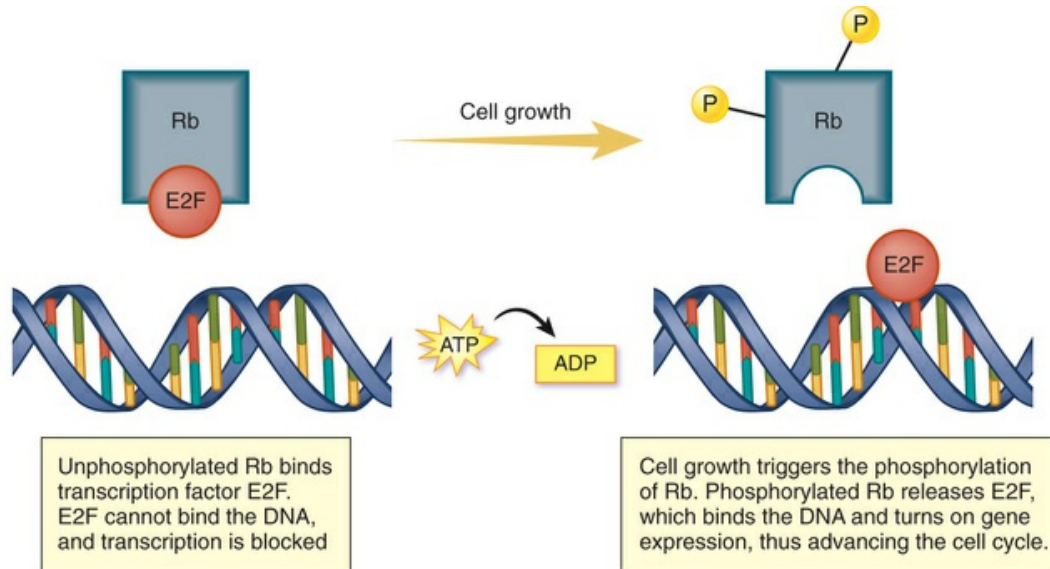 P
P
Rb
Cell growth
Rb
E2F
E2F
ATP
ADP
Unphosphorylated Rb binds
transcription factor E2F.
E2F cannot bind the DNA,
and transcription is blocked
Cell growth triggers the phosphorylation
of Rb. Phosphorylated Rb releases E2F,
which binds the DNA and turns on gene
expression, thus advancing the cell cycle.